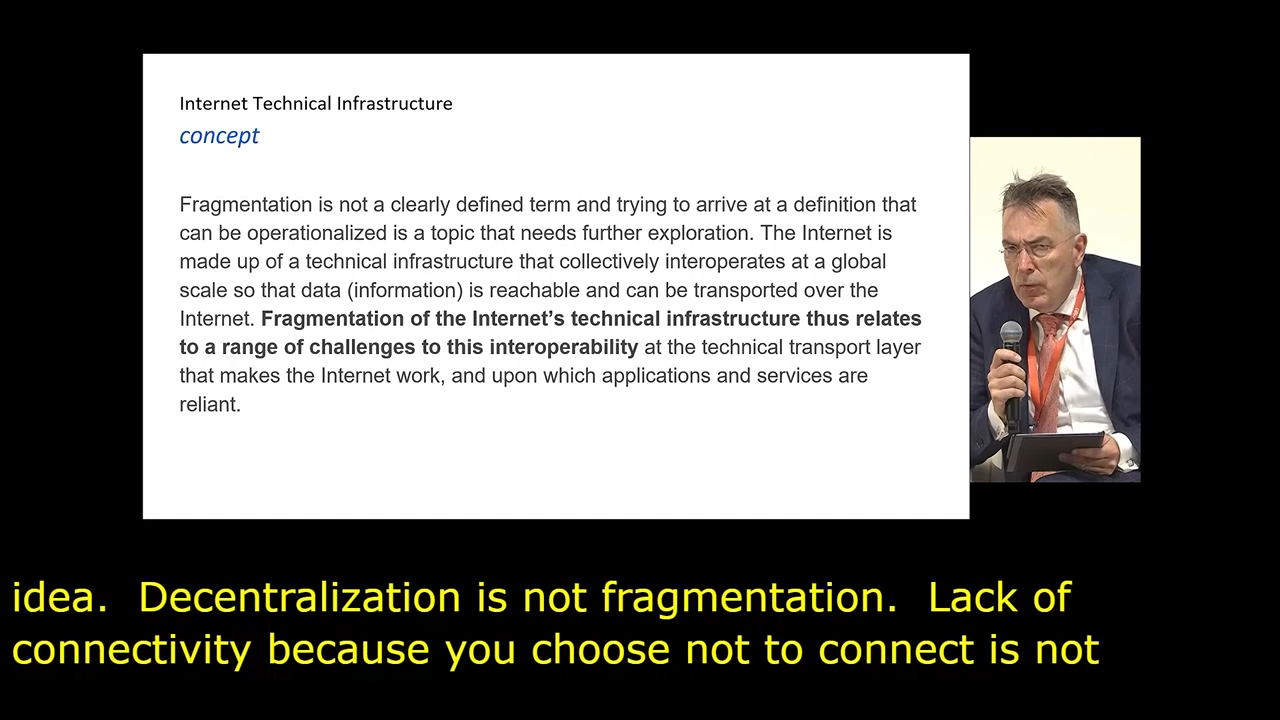 Internet Technical Infrastructure
concept
Fragmentation is not a clearly defined term and trying to arrive at a definition that
can be operationalized is a topic that needs further exploration. The Internet is
made up of a technical infrastructure that collectively interoperates at a global
scale so that data (information) is reachable and can be transported over the
Internet. Fragmentation of the Internet’s technical infrastructure thus relates
to a range of challenges to this interoperability at the technical transport layer
that makes the Internet work, and upon which applications and services are
reliant.
idea.  Decentralization is not fragmentation.  Lack of
connectivity because you choose not to connect is not